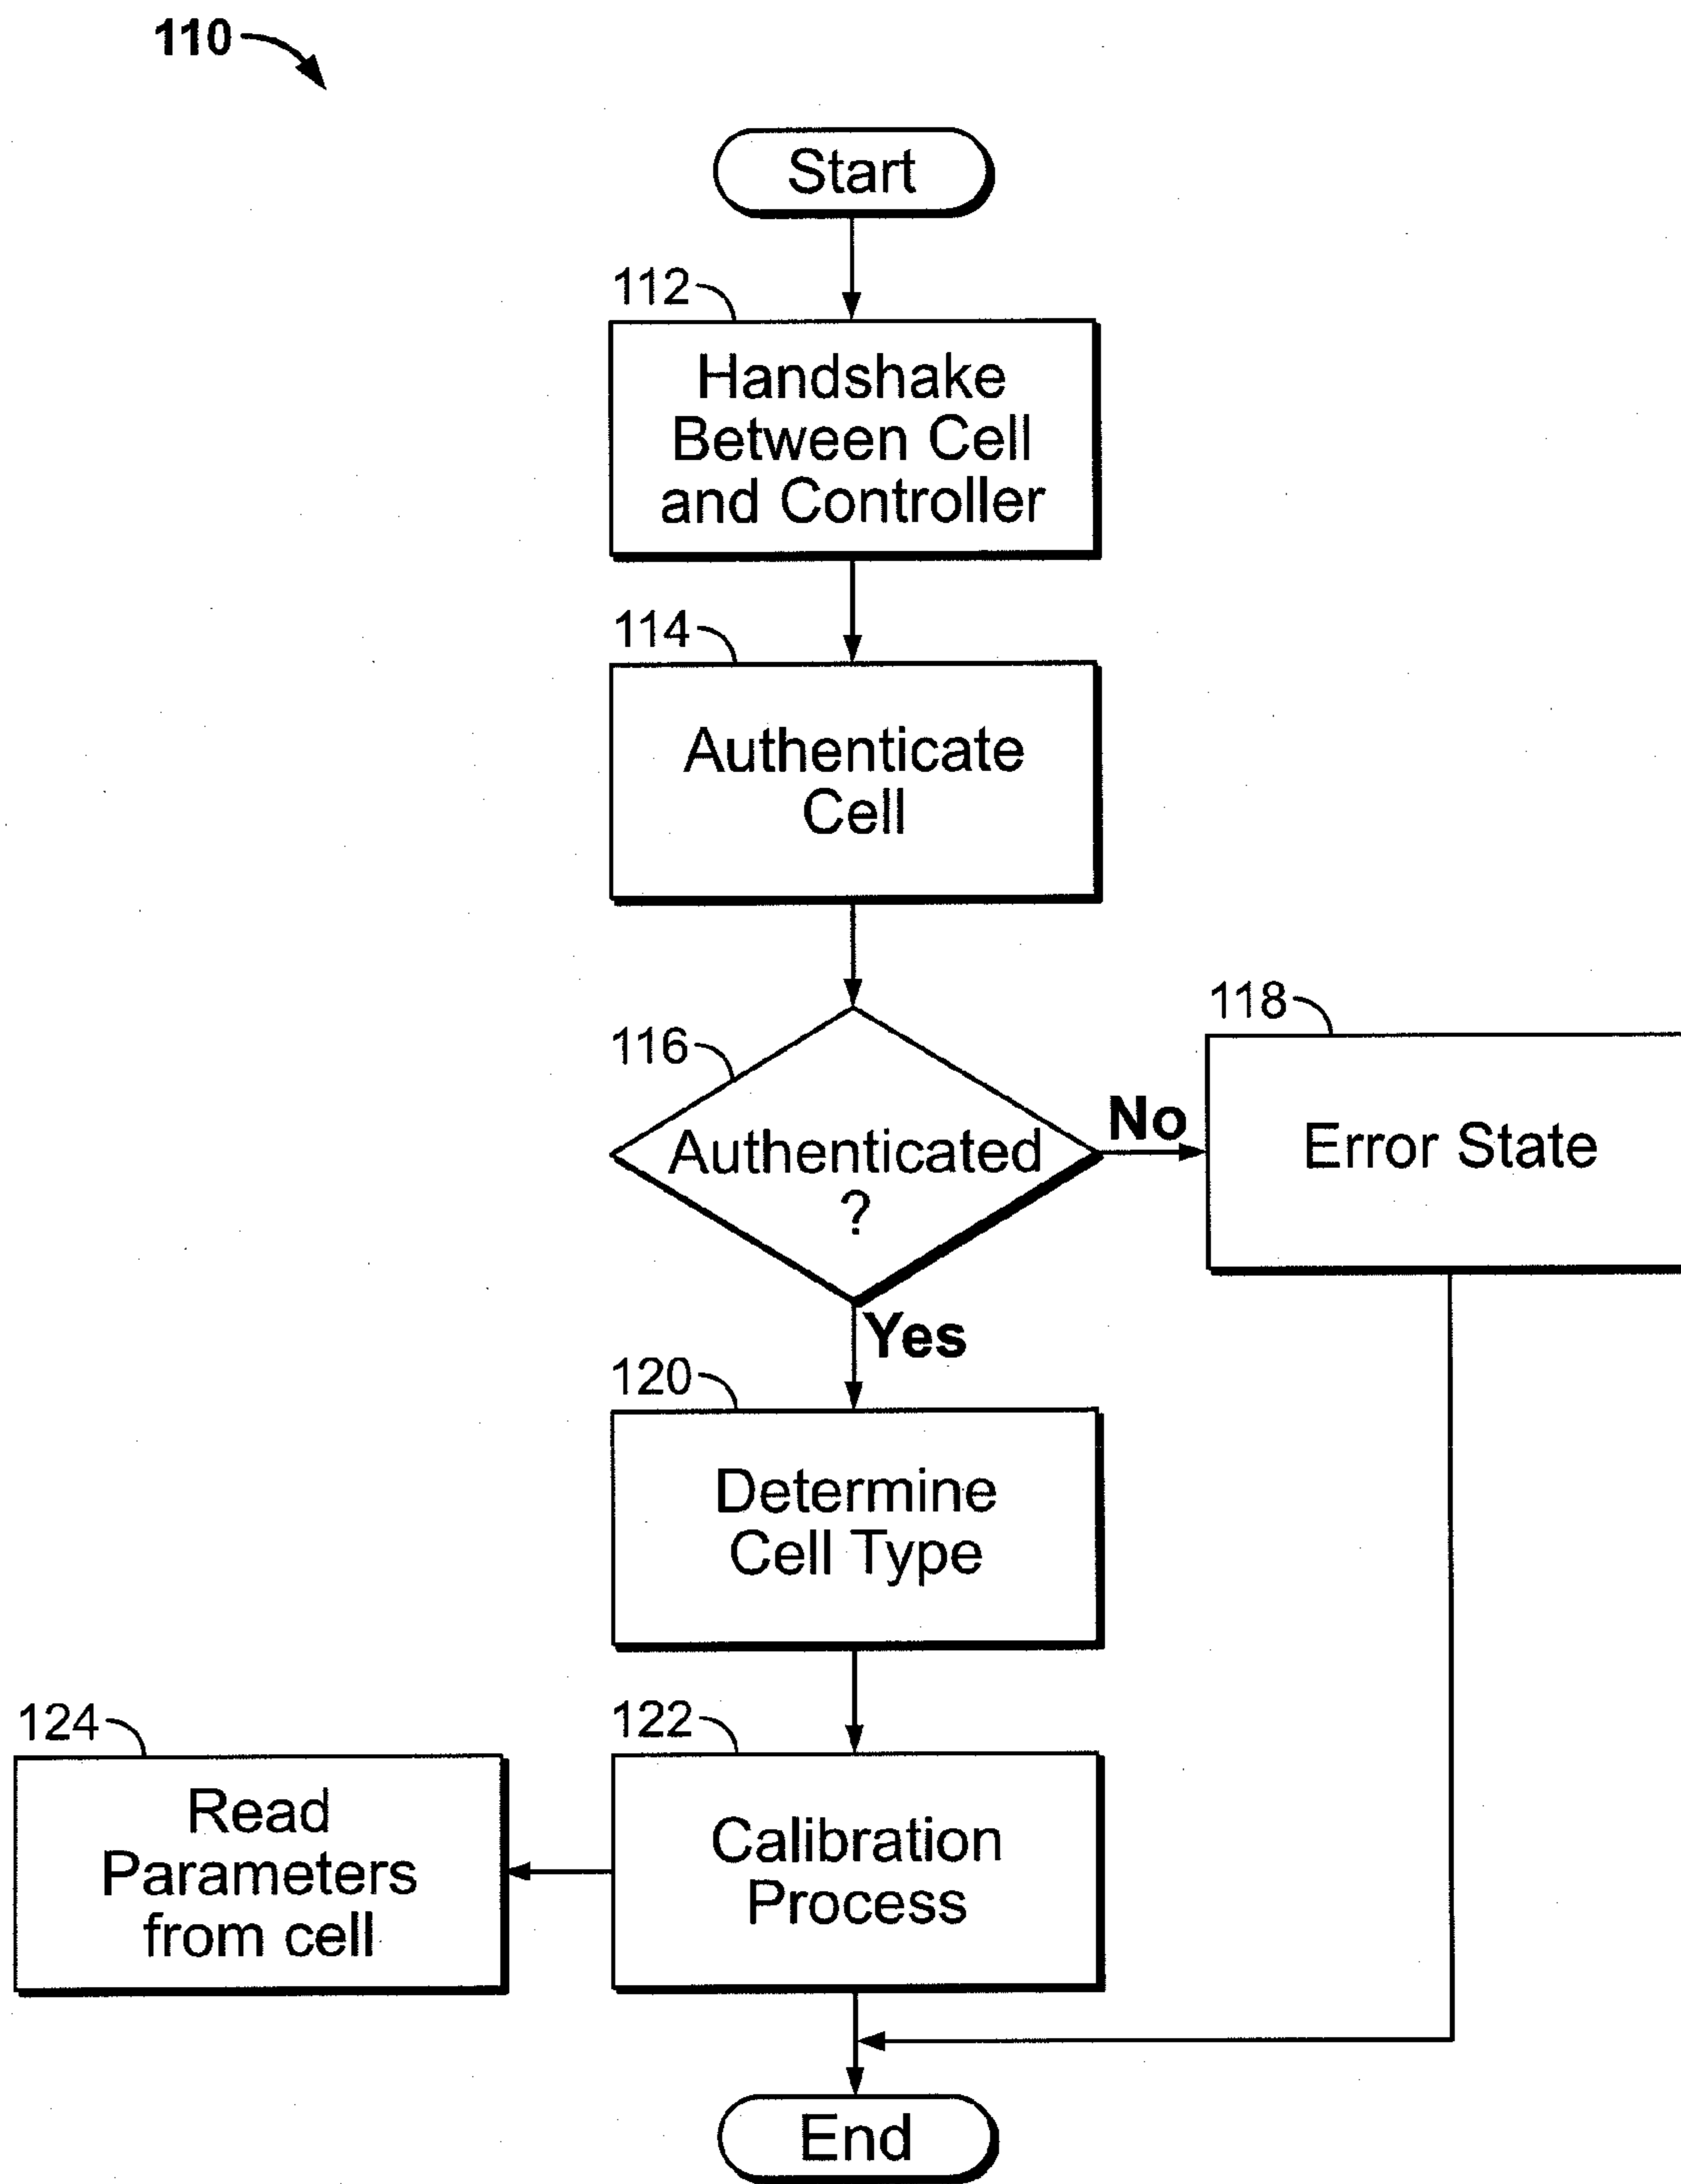 110
Start
112
Handshake
Between Cell
and Controller
114
Authenticate
Cell
116
Authenticated
?
No
118
Error State
Yes
120
Determine
Cell Type
122
Calibration
Process
124
Read
Parameters
from cell
End